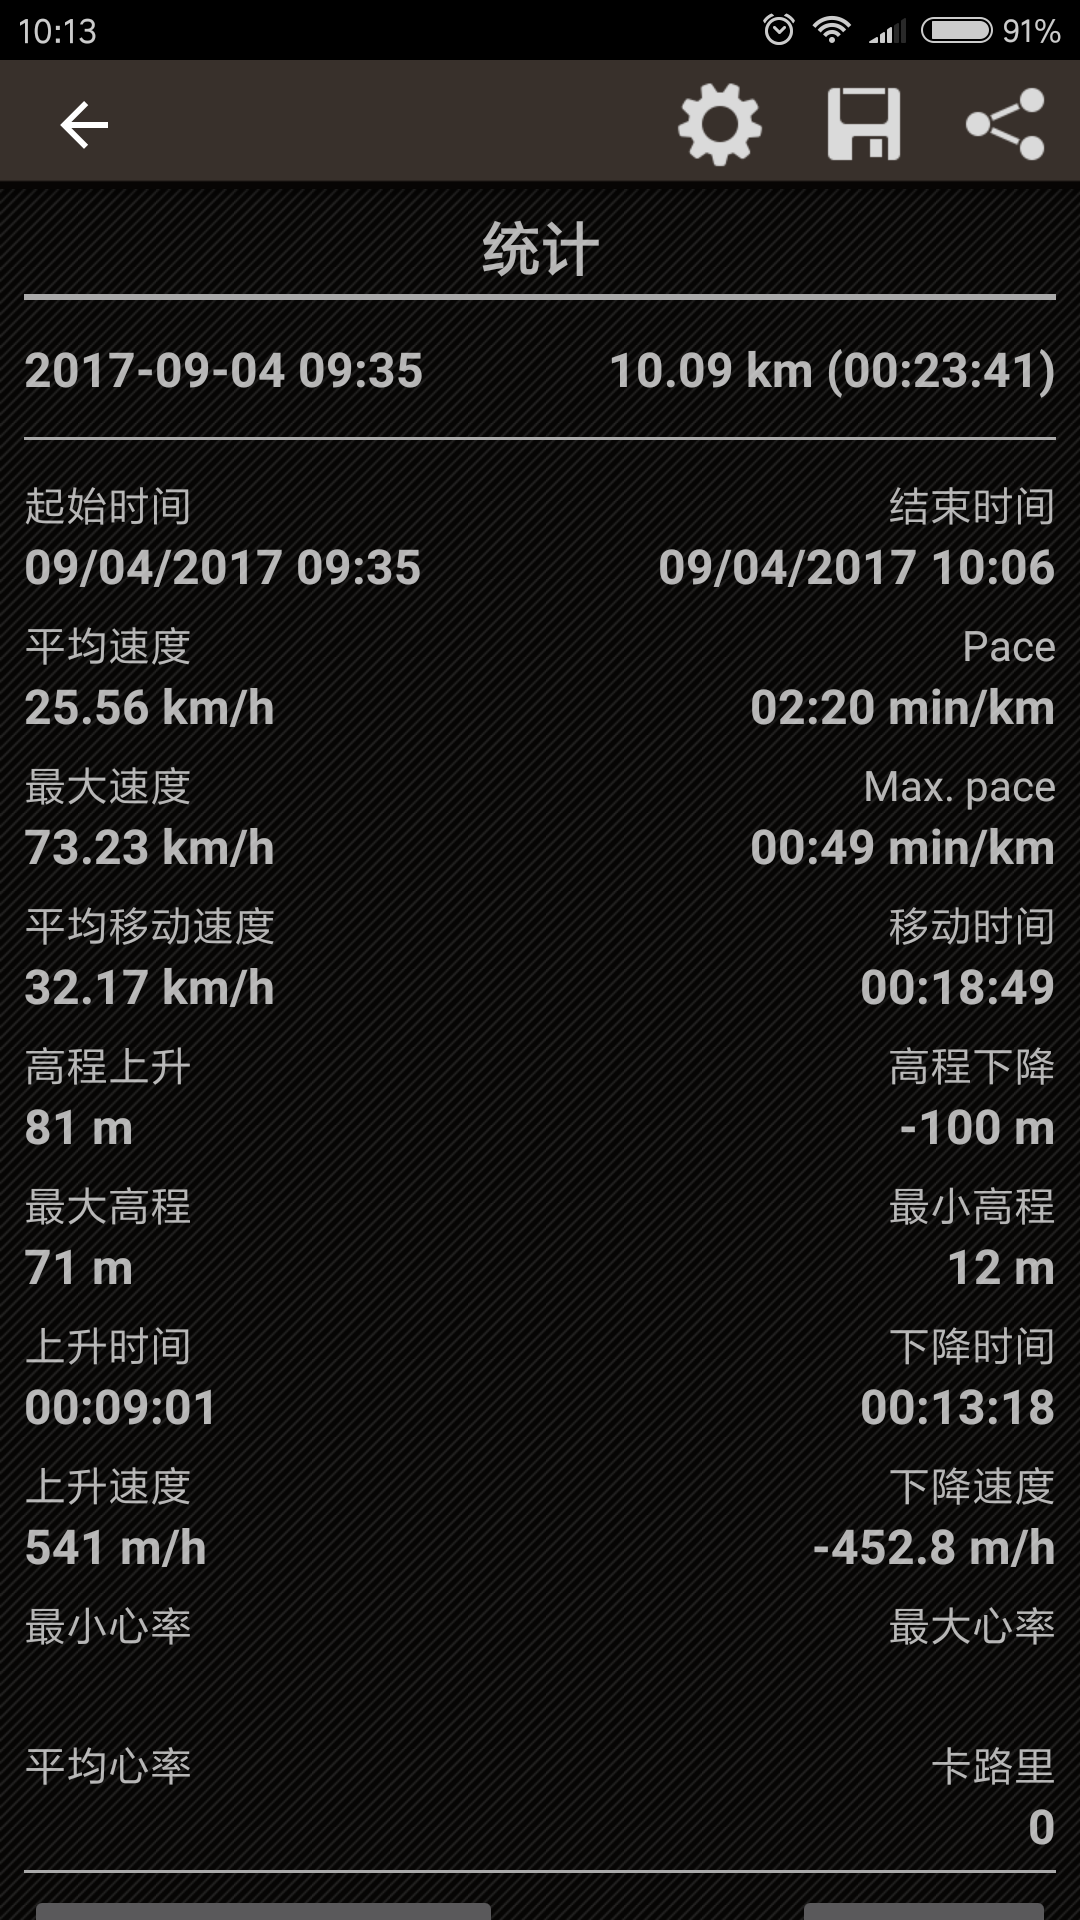 10:13 91%
统计
2017-09-04 09:35 10.09 km (00:23:41)
起始时间 结束时间
09/04/2017 09:35 09/04/2017 10:06
平均速度 Pace
25.56 km/h 02:20 min/km
最大速度 Max. pace
73.23 km/h 00:49 min/km
平均移动速度 移动时间
32.17 km/h 00:18:49
高程上升 高程下降
81 m -100 m
最大高程 最小高程
71 m 12 m
上升时间 下降时间
00:09:01 00:13:18
上升速度 下降速度
541 m/h -452.8 m/h
最小心率 最大心率
平均心率 卡路里
0